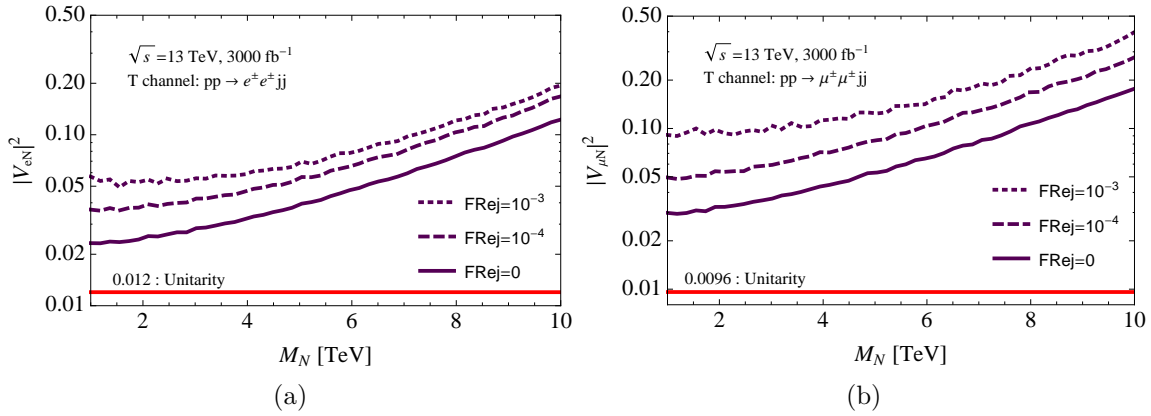 0.50
0.20
0.10
0.05
0.02
0.01
|V_{eN}|^2
√s =13 TeV, 3000 fb^{-1}
T channel: pp → e^±e^±jj
FRej=10^{-3}
FRej=10^{-4}
FRej=0
0.012 : Unitarity
2 4 6 8 10
M_N [TeV]
(a)
0.50
0.20
0.10
0.05
0.02
0.01
|V_{μN}|^2
√s =13 TeV, 3000 fb^{-1}
T channel: pp → μ^±μ^±jj
FRej=10^{-3}
FRej=10^{-4}
FRej=0
0.0096 : Unitarity
2 4 6 8 10
M_N [TeV]
(b)